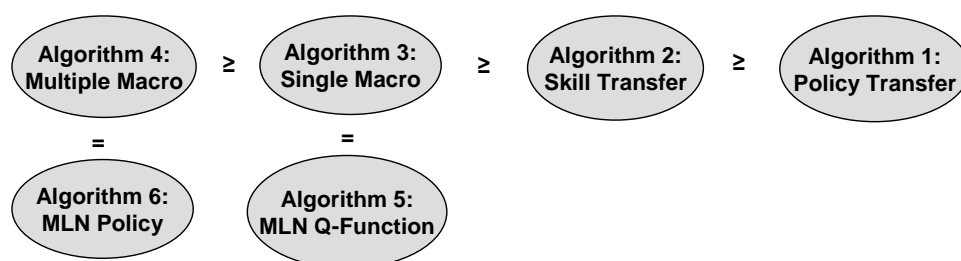 Algorithm 4:
Multiple Macro
≥
Algorithm 3:
Single Macro
≥
Algorithm 2:
Skill Transfer
≥
Algorithm 1:
Policy Transfer
=
=
Algorithm 6:
MLN Policy
Algorithm 5:
MLN Q-Function